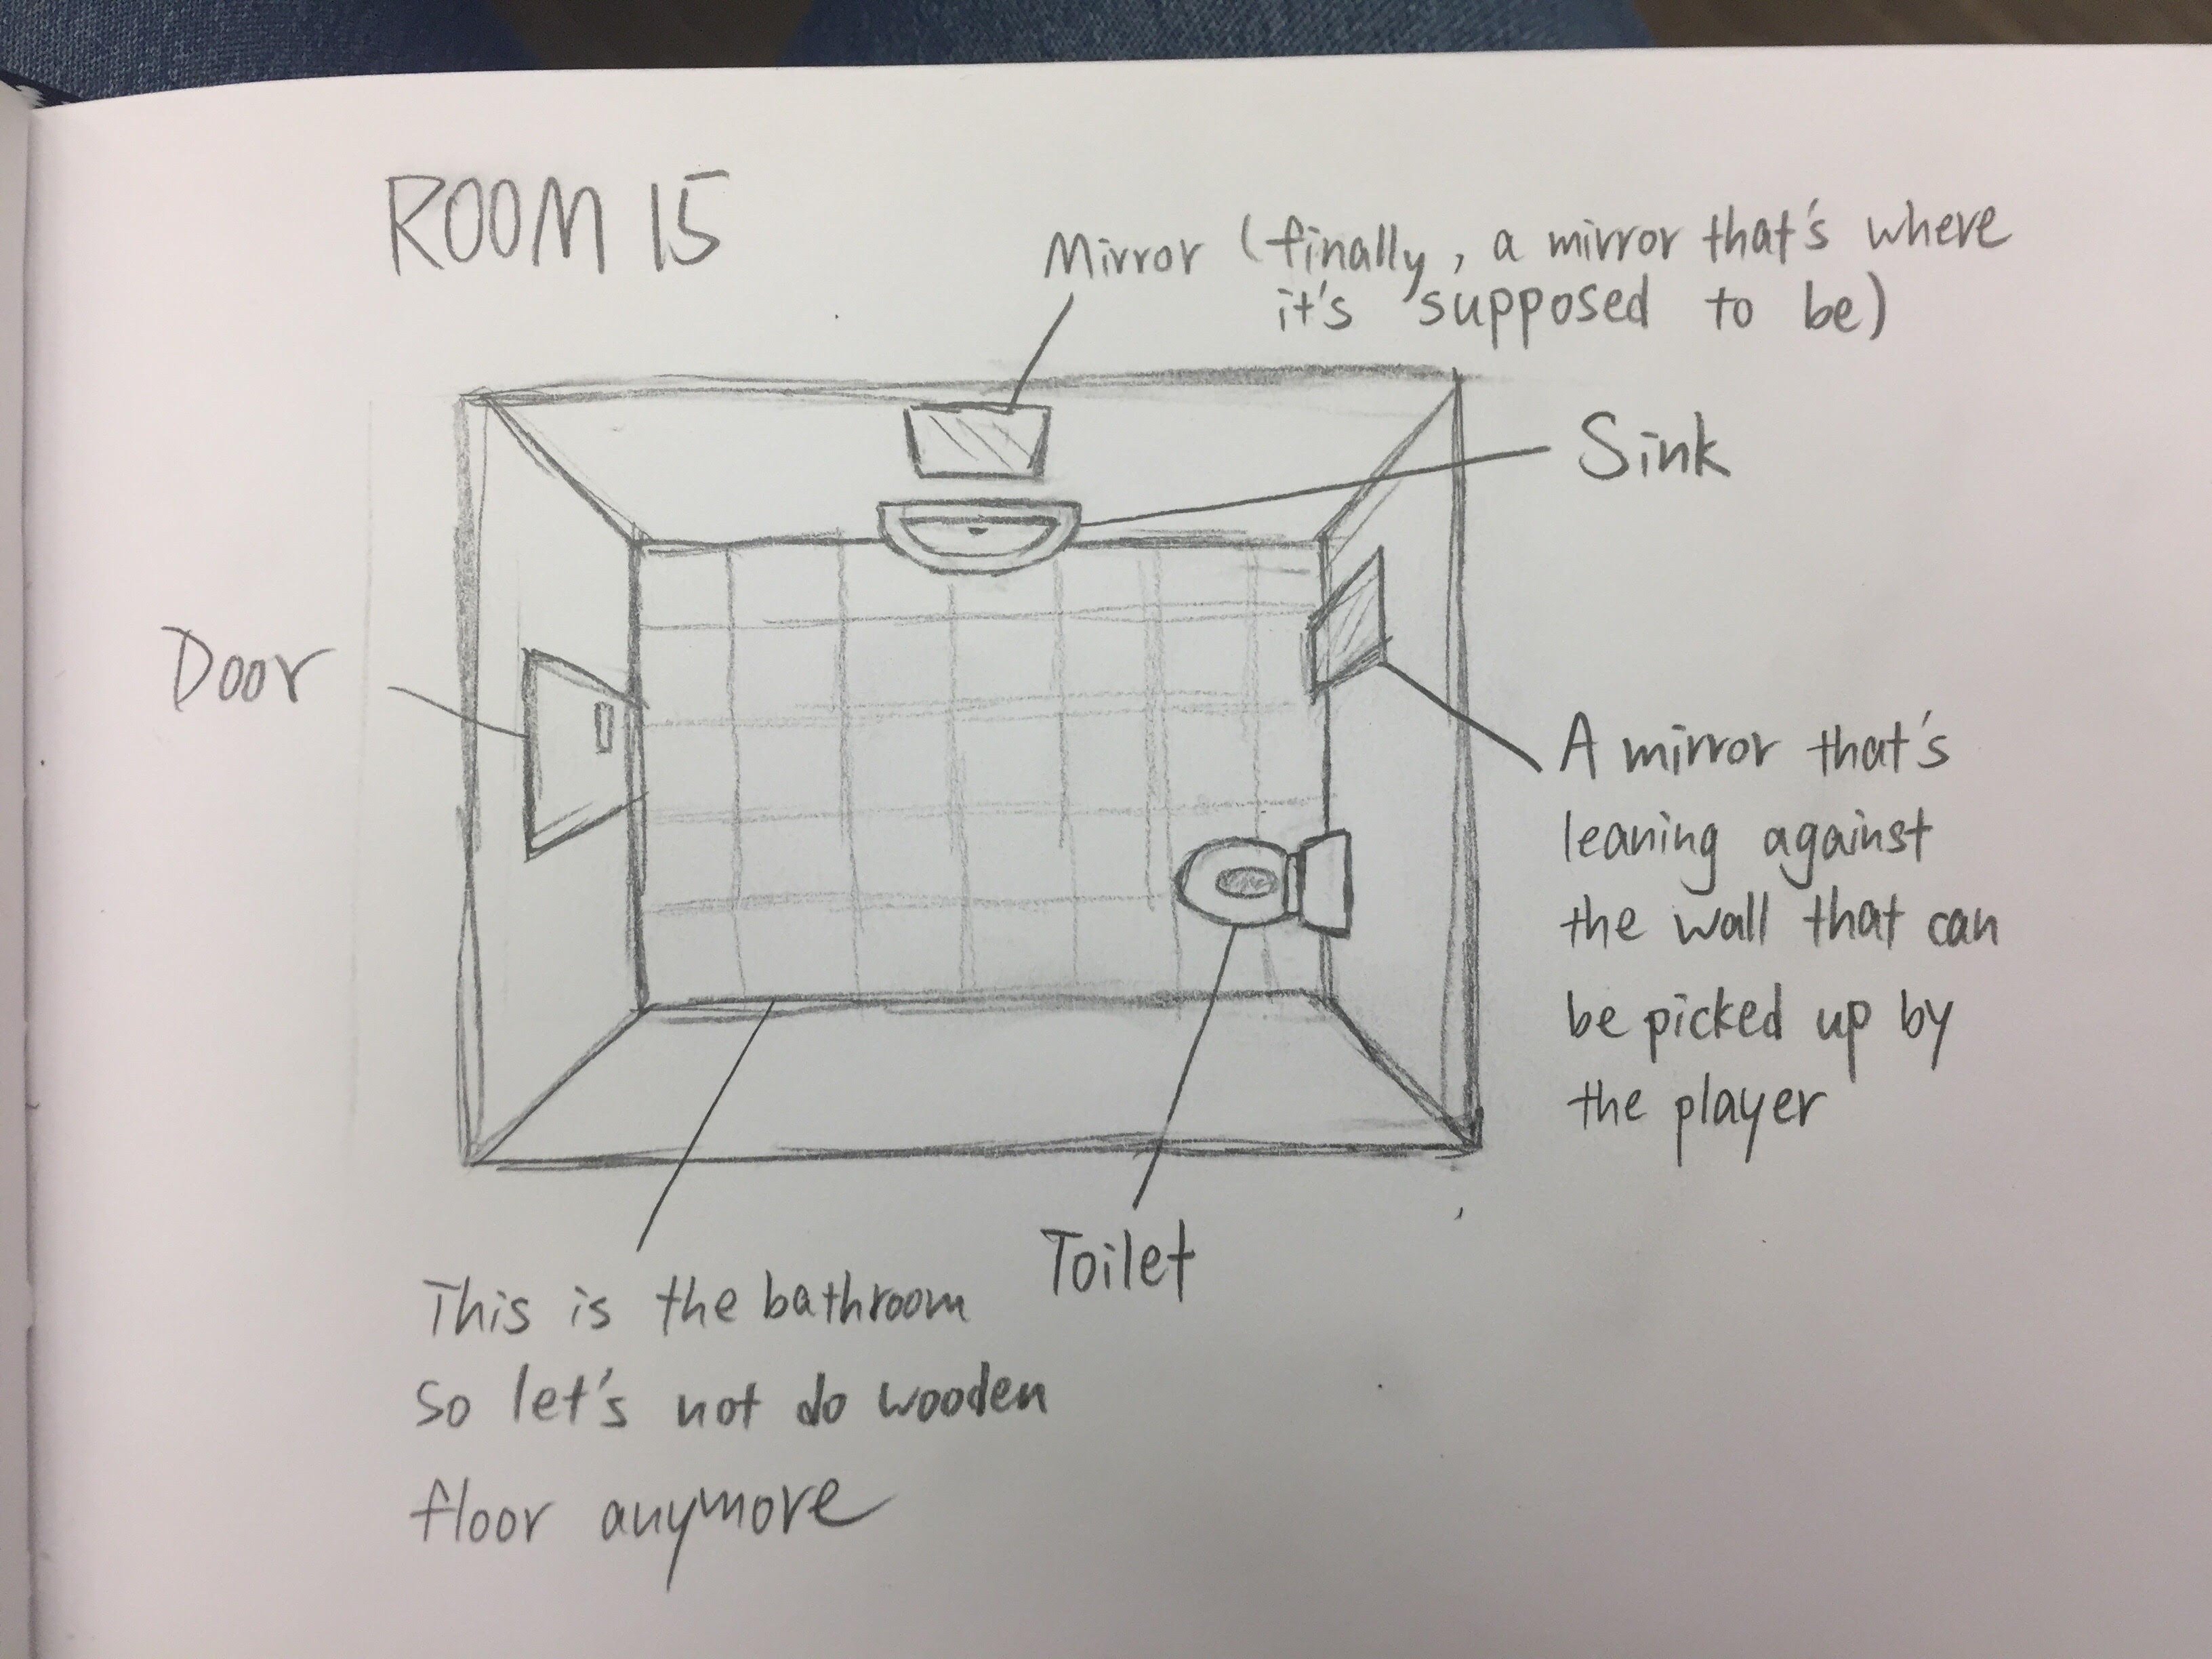 ROOM 15
Mirror (finally, a mirror that's where
it's supposed to be)
Sink
Door
A mirror that's
leaning against
the wall that can
be picked up by
the player
Toilet
This is the bathroom
So let's not do wooden
floor anymore